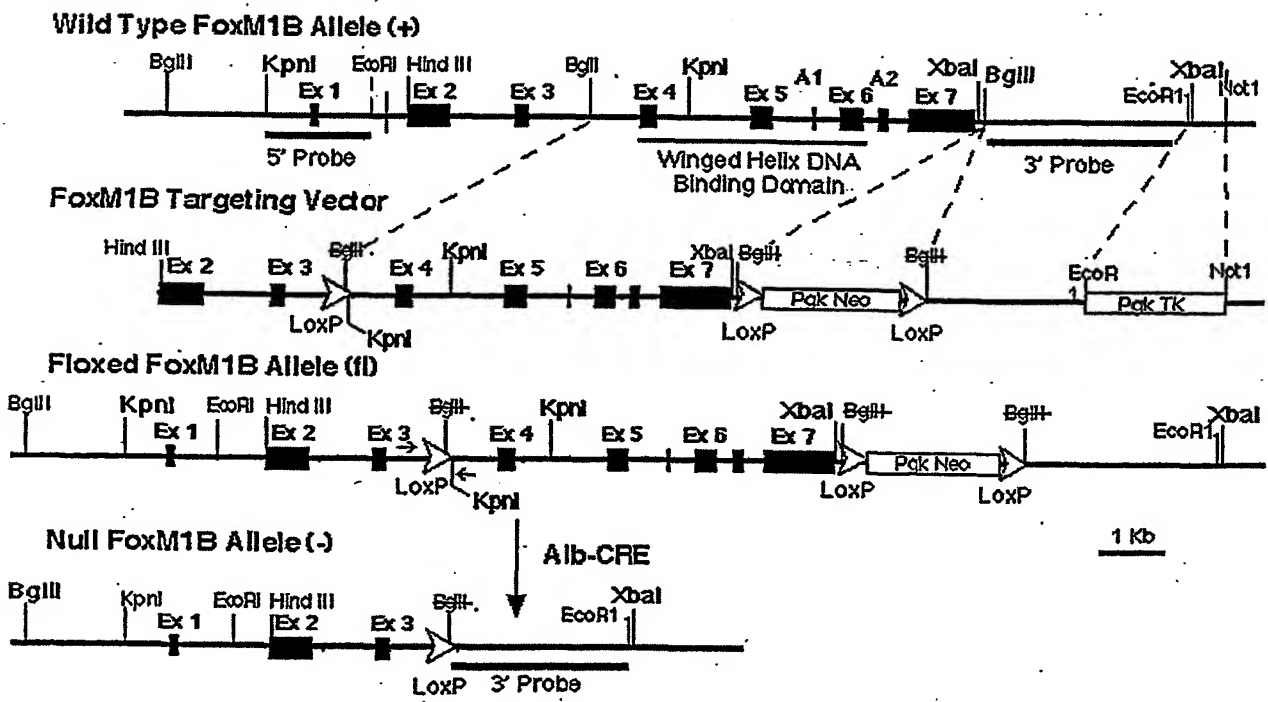 Wild Type FoxM1B Allele (+)
BglII KpnI EcoRI Hind III BglI KpnI XbaI BglII XbaI
Ex 1 Ex 2 Ex 3 Ex 4 Ex 5 A1 Ex 6 A2 Ex 7 EcoR1 Not1
5' Probe Winged Helix DNA Binding Domain 3' Probe
FoxM1B Targeting Vector
Hind III KpnI XbaI EcoR Not1
Ex 2 Ex 3 Ex 4 Ex 5 Ex 6 Ex 7 1
Pgk Neo Pgk TK
LoxP KpnI LoxP LoxP
Floxed FoxM1B Allele (fl)
BglII KpnI EcoRI Hind III KpnI XbaI XbaI
Ex 1 Ex 2 Ex 3 Ex 4 Ex 5 Ex 6 Ex 7 EcoR1
Pgk Neo
LoxP KpnI LoxP LoxP
Null FoxM1B Allele (-)
Alb-CRE
1 Kb
BglII KpnI EcoRI Hind III XbaI
Ex 1 Ex 2 Ex 3 EcoR1
LoxP 3' Probe